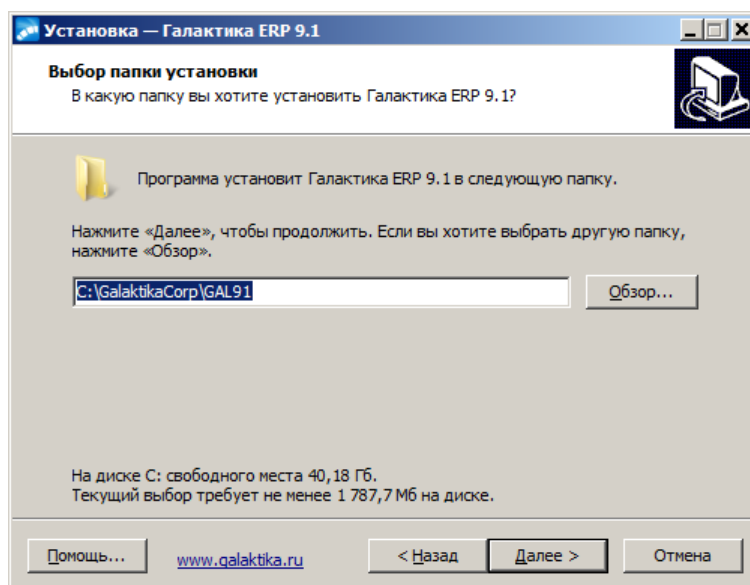 Установка — Галактика ERP 9.1
Выбор папки установки
В какую папку вы хотите установить Галактика ERP 9.1?
Программа установит Галактика ERP 9.1 в следующую папку.
Нажмите «Далее», чтобы продолжить. Если вы хотите выбрать другую папку,
нажмите «Обзор».
C:\GalaktikaCorp\GAL91
Обзор...
На диске C: свободного места 40,18 Гб.
Текущий выбор требует не менее 1 787,7 Мб на диске.
Помощь...
www.galaktika.ru
< Назад
Далее >
Отмена